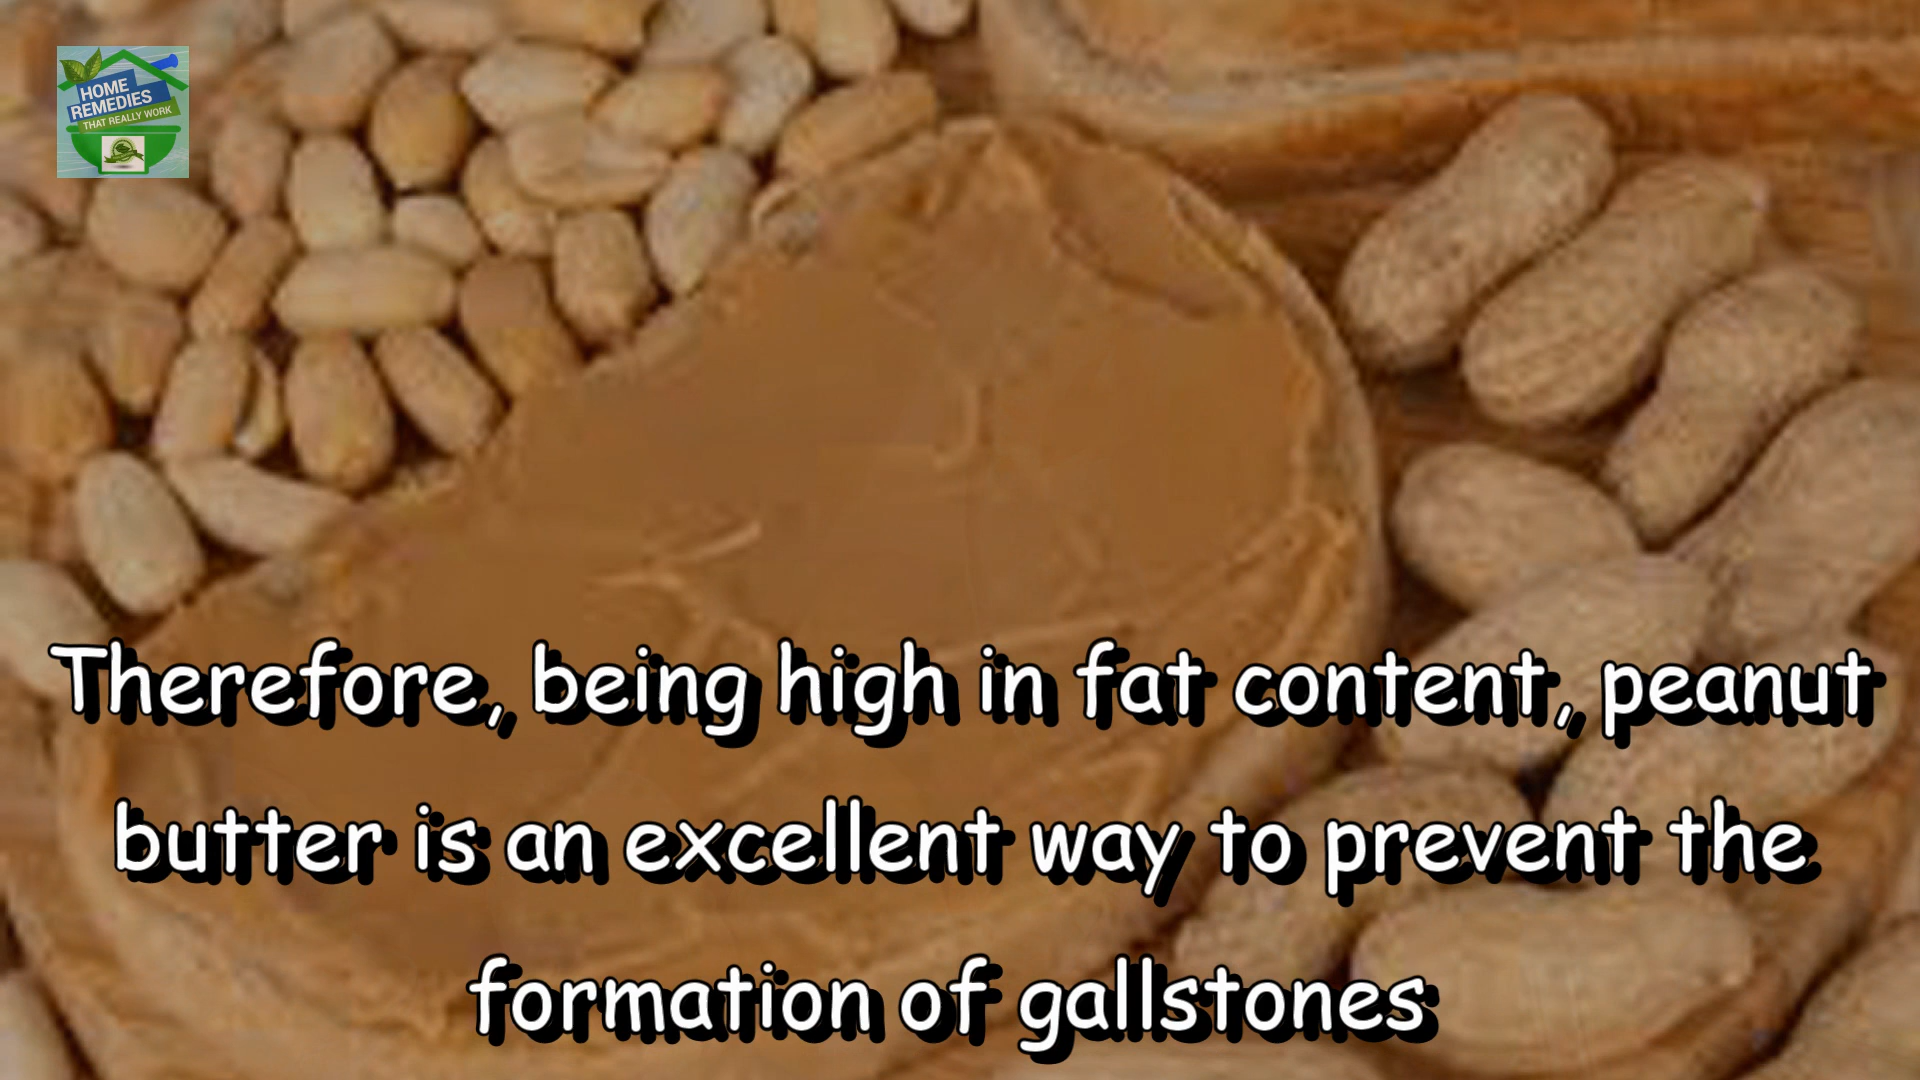 HOME
REMEDIES
THAT REALLY WORK
Therefore, being high in fat content, peanut
butter is an excellent way to prevent the
formation of gallstones